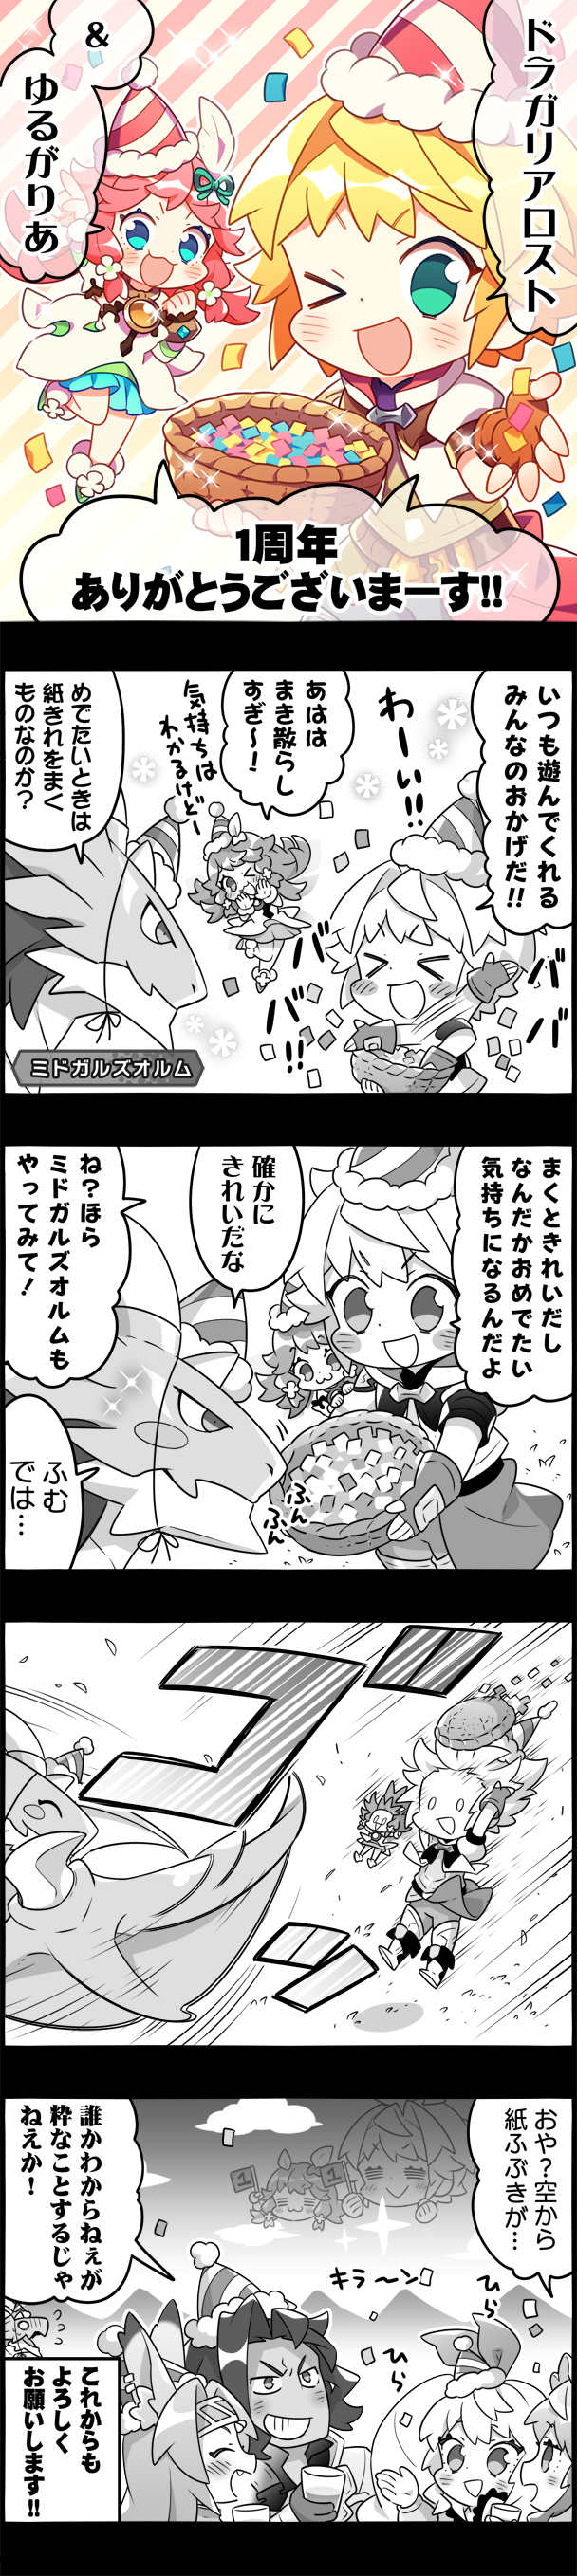 ドラガリアロスト
&
ゆるがりあ
1周年
ありがとうございまーす!!
いつも遊んでくれる
みんなのおかげだ!!
わーい!!
あはは
まき散らし
すぎ〜!
気持ちは
わかるけどー
めでたいときは
紙きれをまく
ものなのか?
バババババ!!
ミドガルズオルム
まくときれいだし
なんだかおめでたい
気持ちになるんだよ
確かに
きれいだな
ね?ほら
ミドガルズオルムも
やってみて!
ふんふん
ふむ
では…
ゴッ
おや?空から
紙ふぶきが…
1
1
キラ〜ン
ひら
ひら
誰かわからねぇが
粋なことするじゃ
ねえか!
これからも
よろしく
お願いします!!